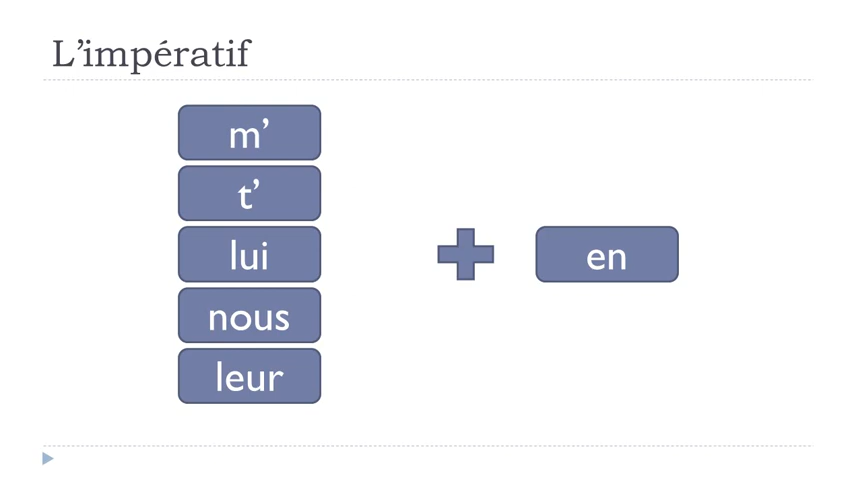 L’impératif
m’
t’
lui
nous
leur
en